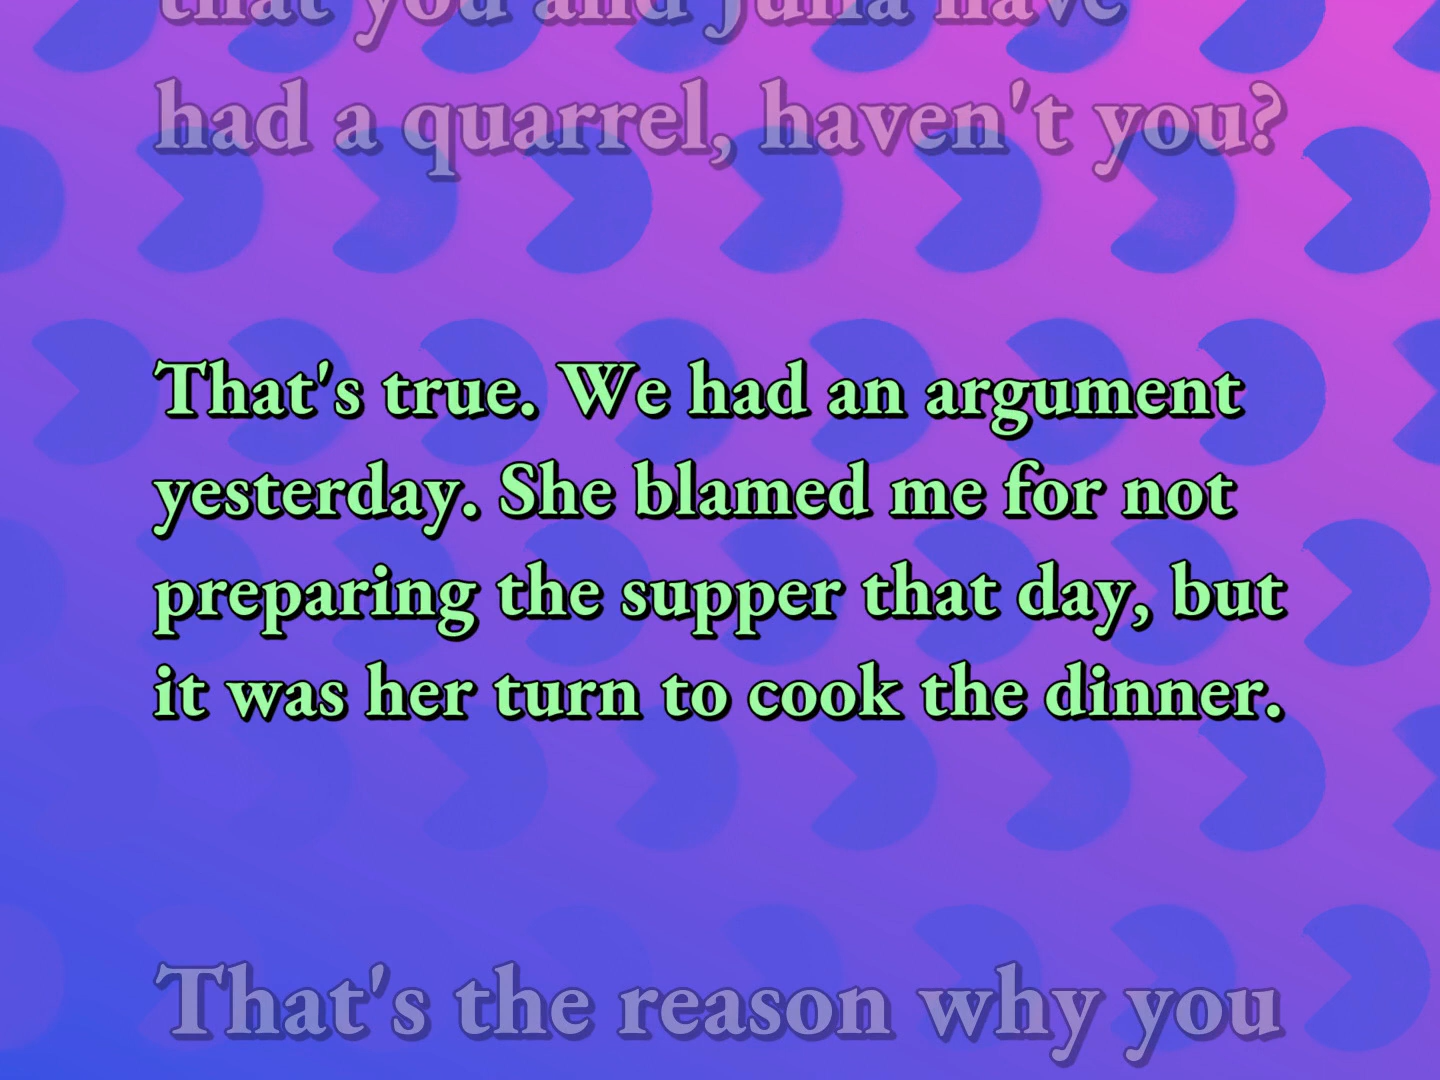 that you and Julia have
had a quarrel, haven't you?
That's true. We had an argument
yesterday. She blamed me for not
preparing the supper that day, but
it was her turn to cook the dinner.
That's the reason why you